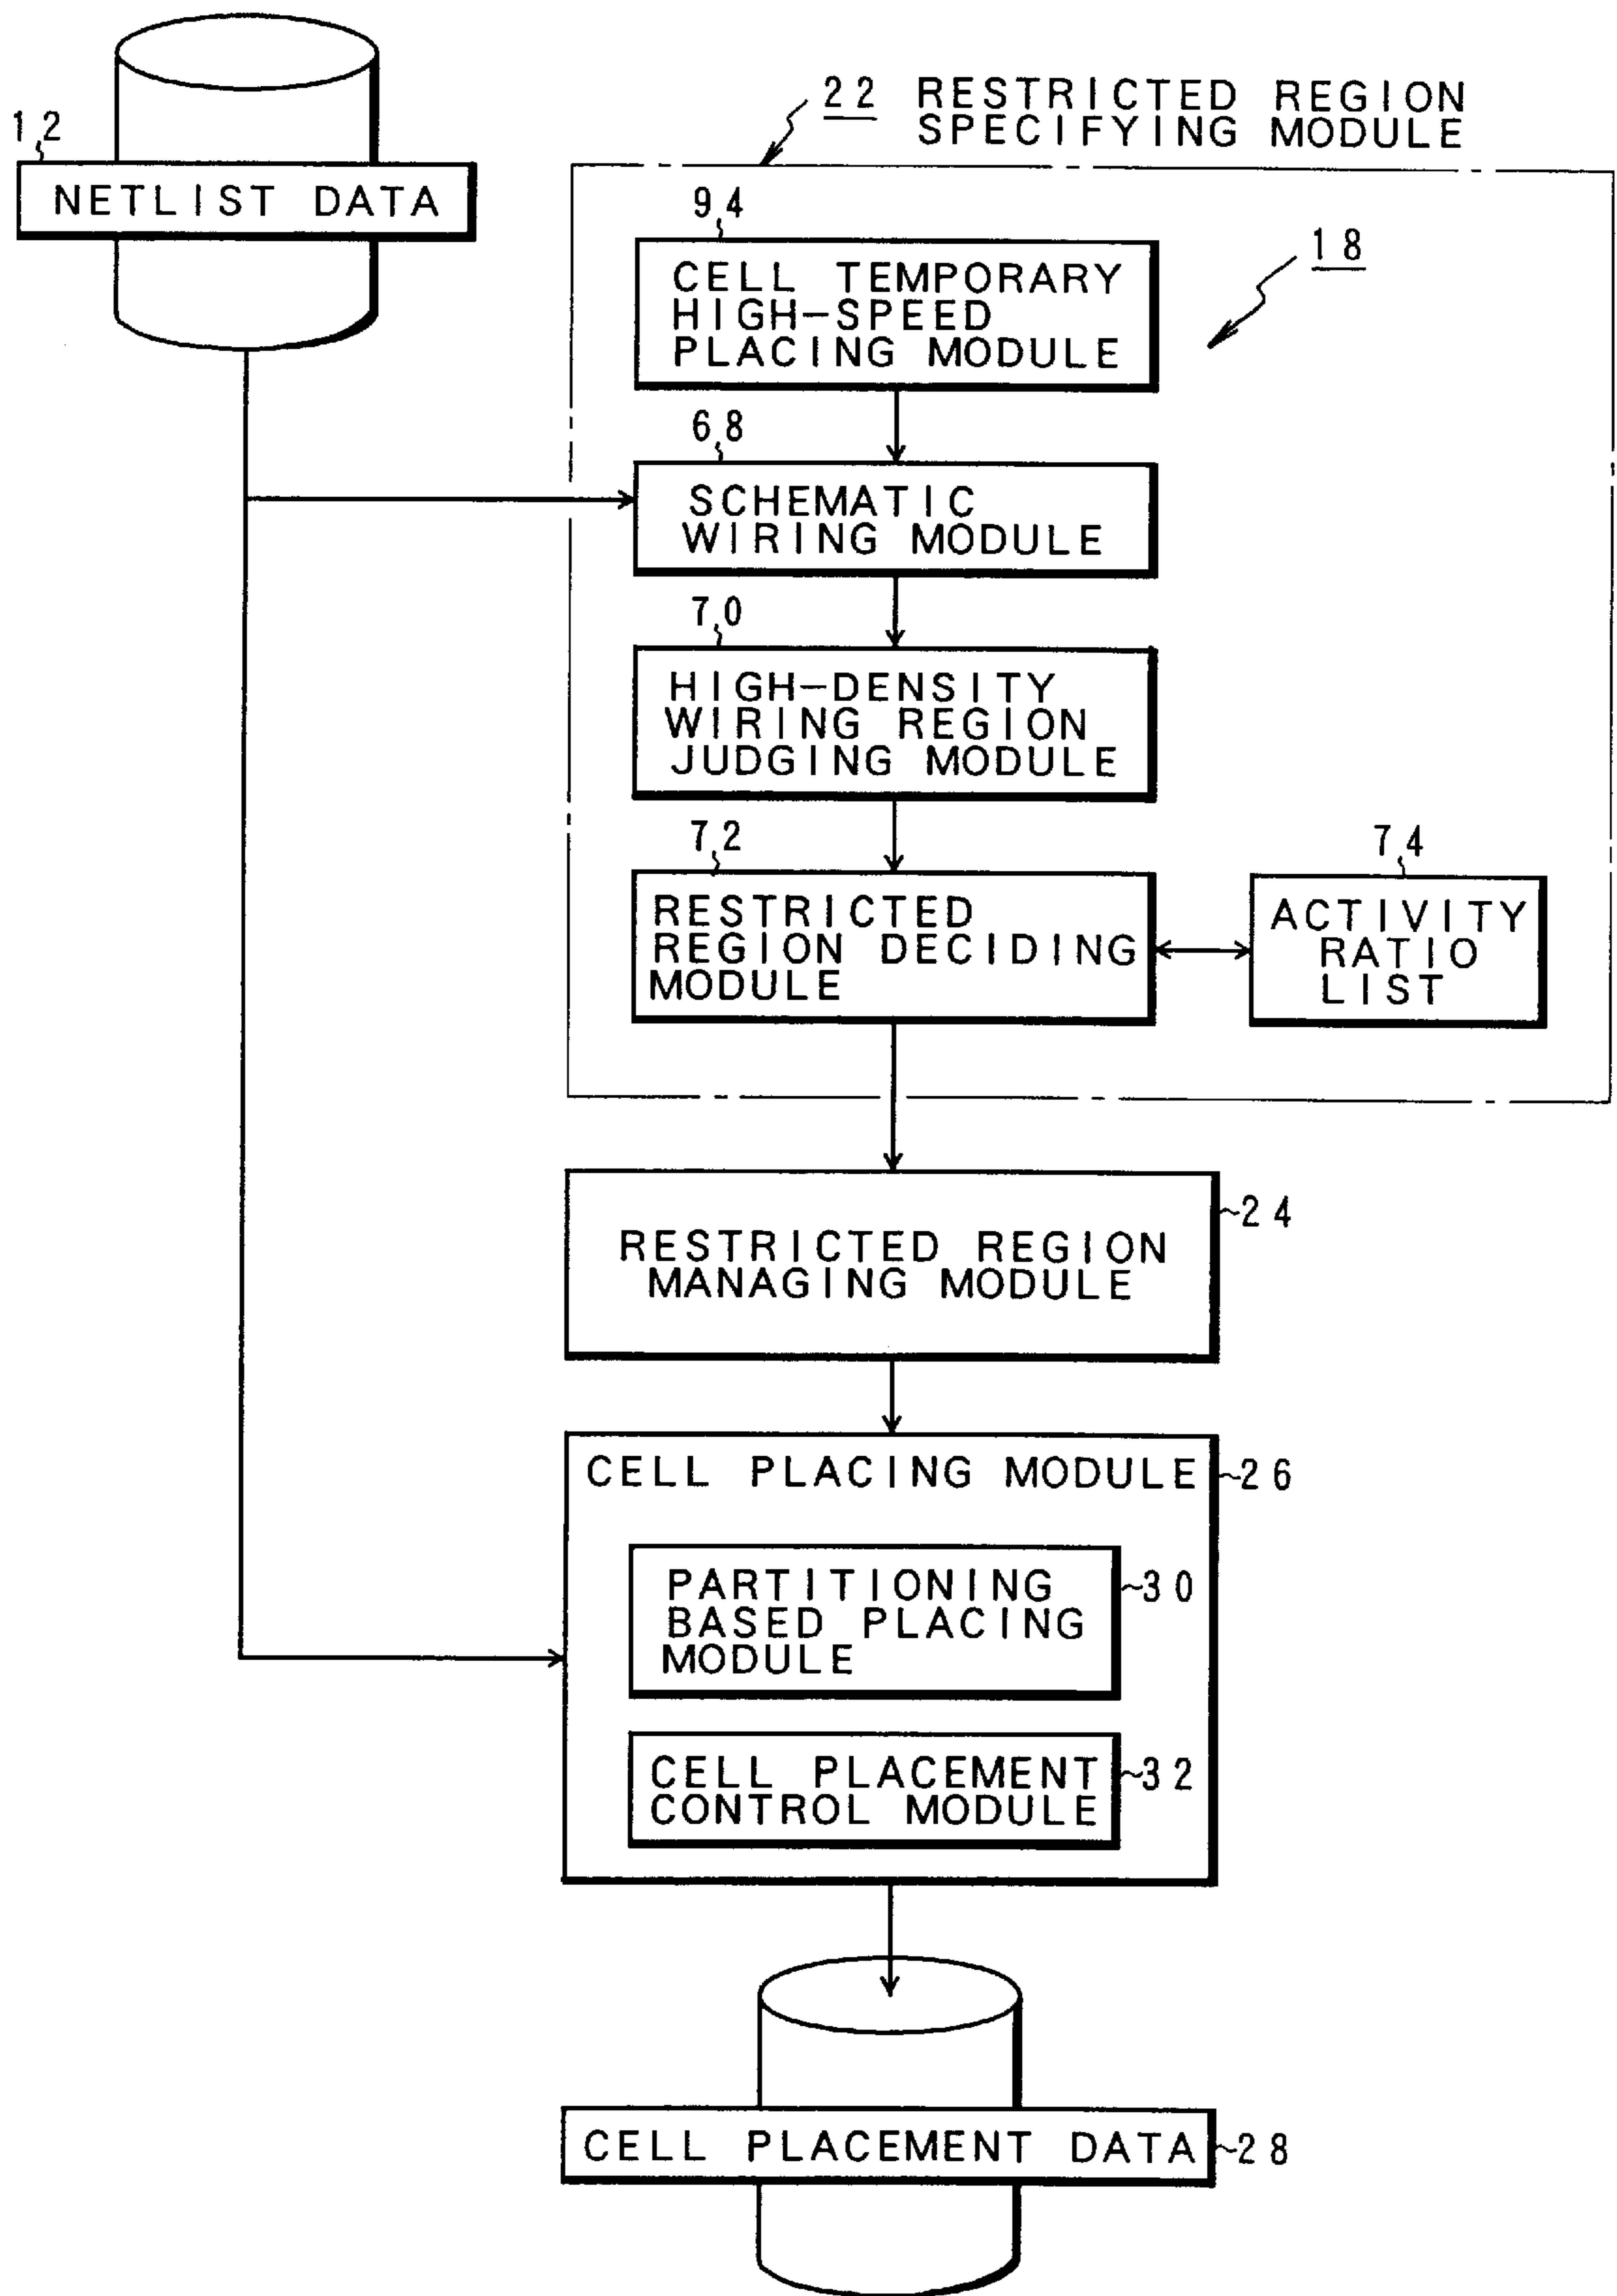 22 RESTRICTED REGION
SPECIFYING MODULE
12
NETLIST DATA
94
CELL TEMPORARY
HIGH-SPEED
PLACING MODULE
18
68
SCHEMATIC
WIRING MODULE
70
HIGH-DENSITY
WIRING REGION
JUDGING MODULE
72
RESTRICTED
REGION DECIDING
MODULE
74
ACTIVITY
RATIO
LIST
24
RESTRICTED REGION
MANAGING MODULE
CELL PLACING MODULE
26
PARTITIONING
BASED PLACING
MODULE
30
CELL PLACEMENT
CONTROL MODULE
32
CELL PLACEMENT DATA
28